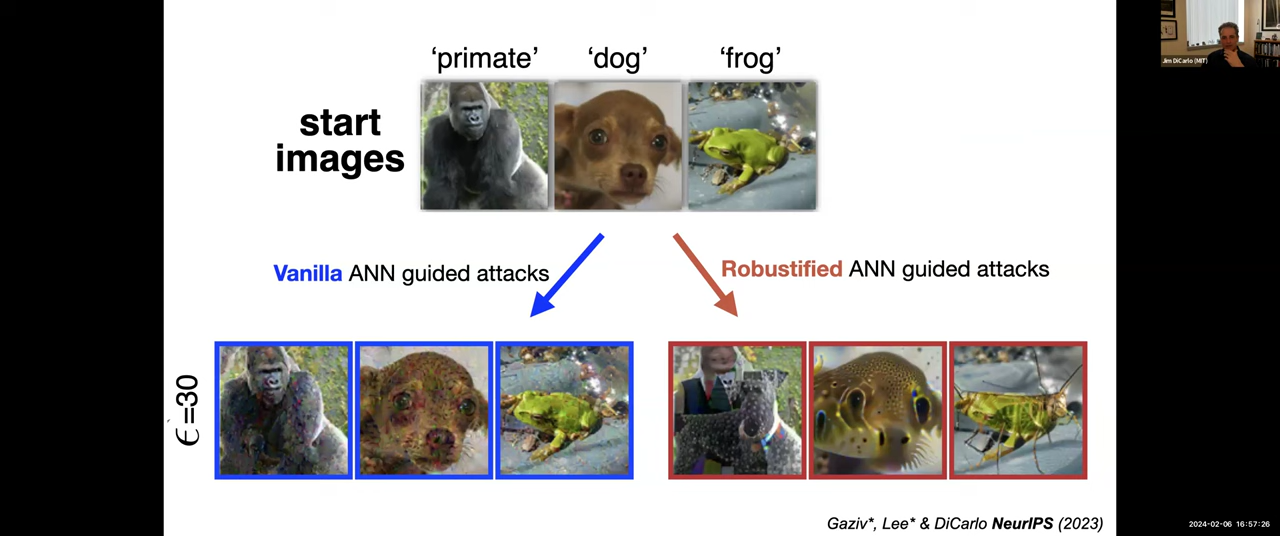 ‘primate’ ‘dog’ ‘frog’
start
images
Vanilla ANN guided attacks
Robustified ANN guided attacks
ϵ=30
Gaziv*, Lee* & DiCarlo NeurIPS (2023)
Jim DiCarlo (MIT)
2024-02-06 16:57:26